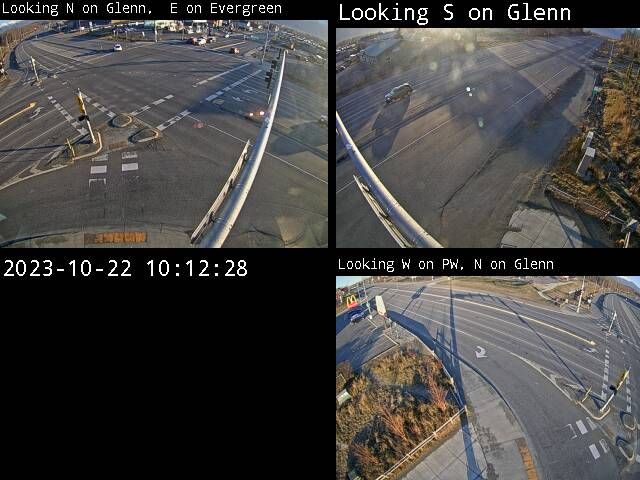 Looking N on Glenn,  E on Evergreen
Looking S on Glenn
2023-10-22 10:12:28
Looking W on PW, N on Glenn